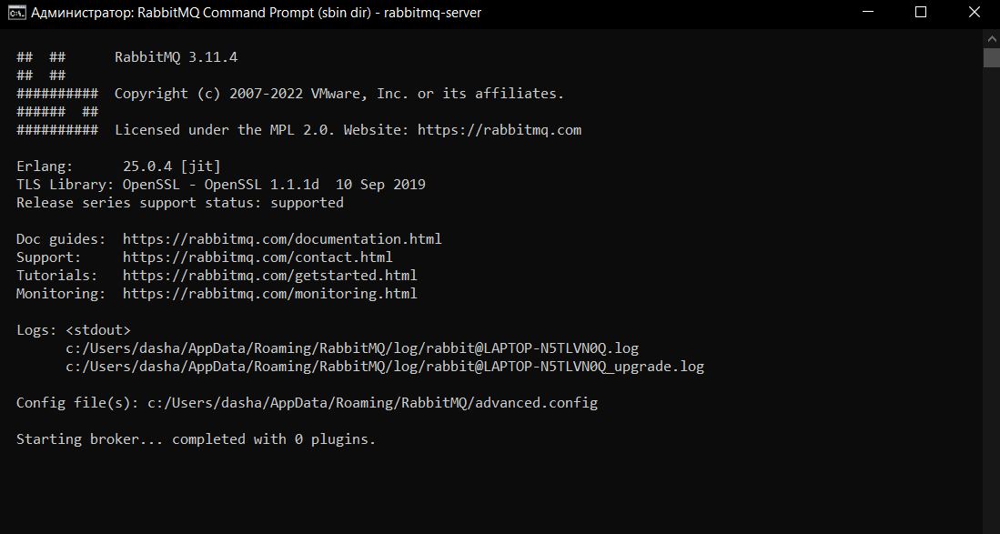 Администратор: RabbitMQ Command Prompt (sbin dir) - rabbitmq-server
##  ##      RabbitMQ 3.11.4
##  ##
##########  Copyright (c) 2007-2022 VMware, Inc. or its affiliates.
######  ##
##########  Licensed under the MPL 2.0. Website: https://rabbitmq.com
Erlang:      25.0.4 [jit]
TLS Library: OpenSSL - OpenSSL 1.1.1d  10 Sep 2019
Release series support status: supported
Doc guides:  https://rabbitmq.com/documentation.html
Support:     https://rabbitmq.com/contact.html
Tutorials:   https://rabbitmq.com/getstarted.html
Monitoring:  https://rabbitmq.com/monitoring.html
Logs: <stdout>
      c:/Users/dasha/AppData/Roaming/RabbitMQ/log/rabbit@LAPTOP-N5TLVN0Q.log
      c:/Users/dasha/AppData/Roaming/RabbitMQ/log/rabbit@LAPTOP-N5TLVN0Q_upgrade.log
Config file(s): c:/Users/dasha/AppData/Roaming/RabbitMQ/advanced.config
Starting broker... completed with 0 plugins.